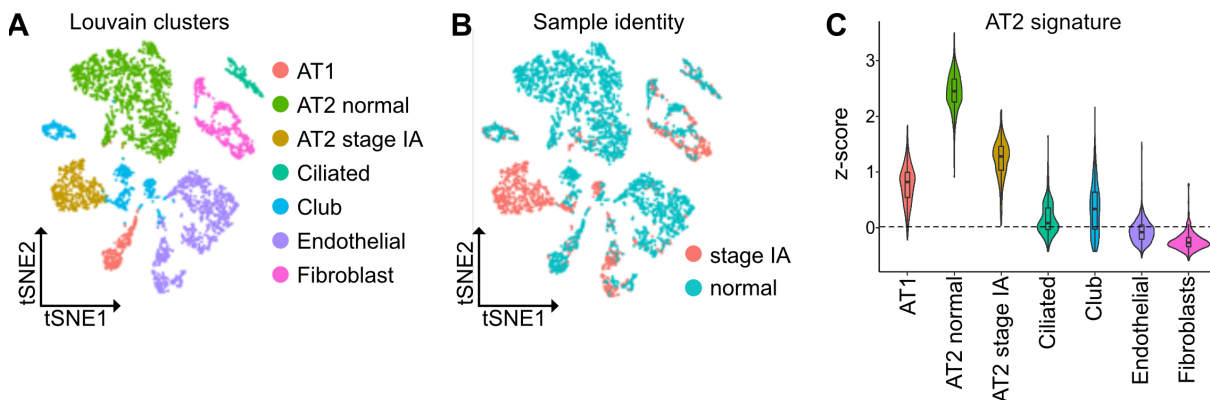 A
Louvain clusters
AT1
AT2 normal
AT2 stage IA
Ciliated
Club
Endothelial
Fibroblast
tSNE2
tSNE1
B
Sample identity
stage IA
normal
tSNE2
tSNE1
C
AT2 signature
z-score
3
2
1
0
AT1
AT2 normal
AT2 stage IA
Ciliated
Club
Endothelial
Fibroblasts